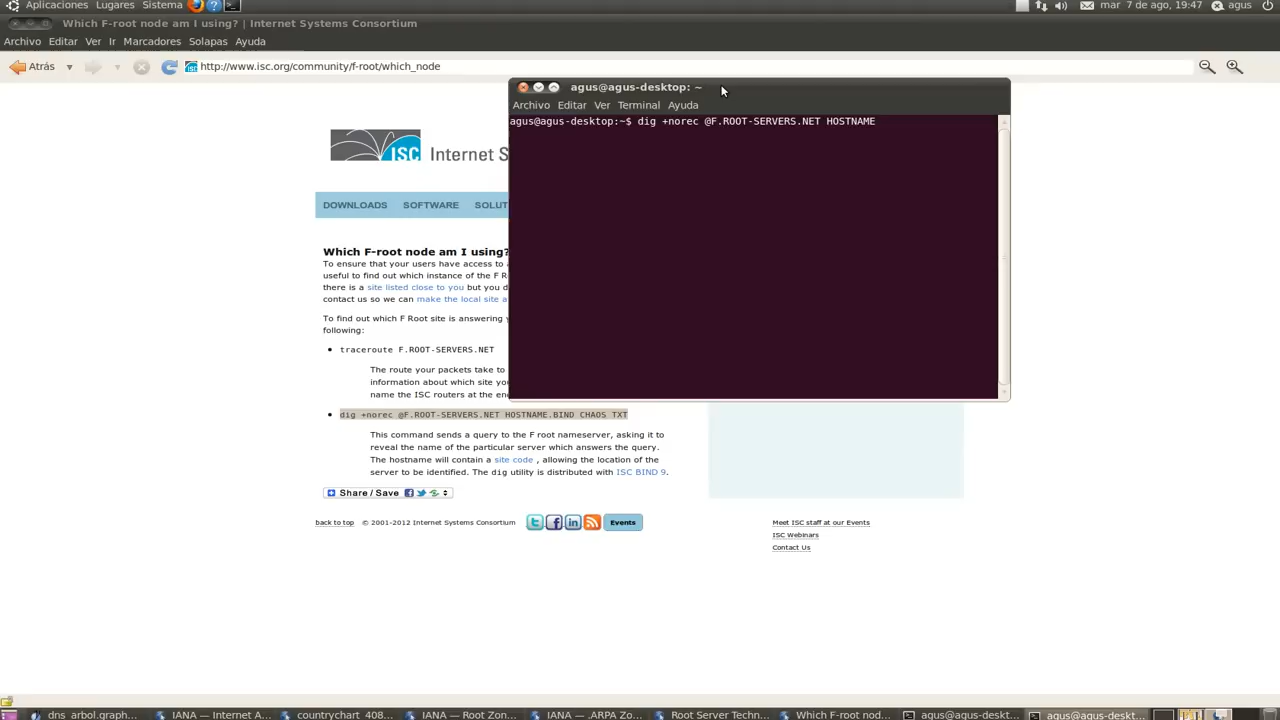 Aplicaciones Lugares Sistema mar 7 de ago, 19:47 agus
Which F-root node am I using? | Internet Systems Consortium
Archivo Editar Ver Ir Marcadores Solapas Ayuda
Atrás http://www.isc.org/community/f-root/which_node
agus@agus-desktop: ~
Archivo Editar Ver Terminal Ayuda
agus@agus-desktop:~$ dig +norec @F.ROOT-SERVERS.NET HOSTNAME
ISC Internet S
DOWNLOADS SOFTWARE SOLUT
Which F-root node am I using?
To ensure that your users have access to
useful to find out which instance of the F R
there is a site listed close to you but you d
contact us so we can make the local site a
To find out which F Root site is answering
following:
traceroute F.ROOT-SERVERS.NET
The route your packets take to
information about which site yo
name the ISC routers at the en
dig +norec @F.ROOT-SERVERS.NET HOSTNAME.BIND CHAOS TXT
This command sends a query to the F root nameserver, asking it to
reveal the name of the particular server which answers the query.
The hostname will contain a site code , allowing the location of the
server to be identified. The dig utility is distributed with ISC BIND 9.
Share / Save
back to top © 2001-2012 Internet Systems Consortium Events
Meet ISC staff at our Events
ISC Webinars
Contact Us
dns_arbol.graph... IANA — Internet A... countrychart_408... IANA — Root Zon... IANA — .ARPA Zo... Root Server Techn... Which F-root nod... agus@agus-deskt... agus@agus-deskt...